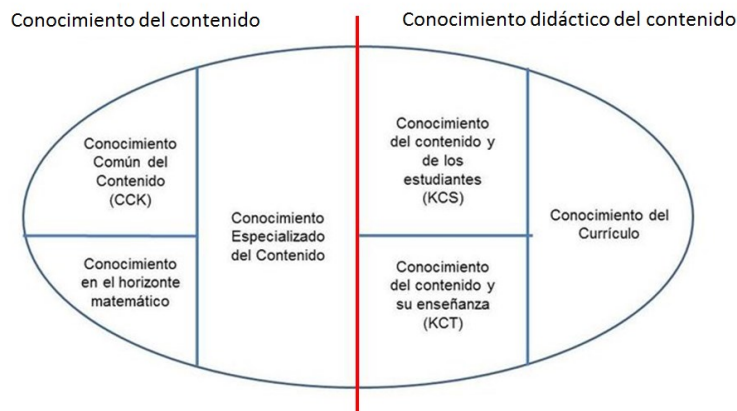 Conocimiento del contenido
Conocimiento didáctico del contenido
Conocimiento
Común del
Contenido
(CCK)
Conocimiento
en el horizonte
matemático
Conocimiento
Especializado
del Contenido
Conocimiento
del contenido y
de los
estudiantes
(KCS)
Conocimiento
del contenido y
su enseñanza
(KCT)
Conocimiento del
Currículo